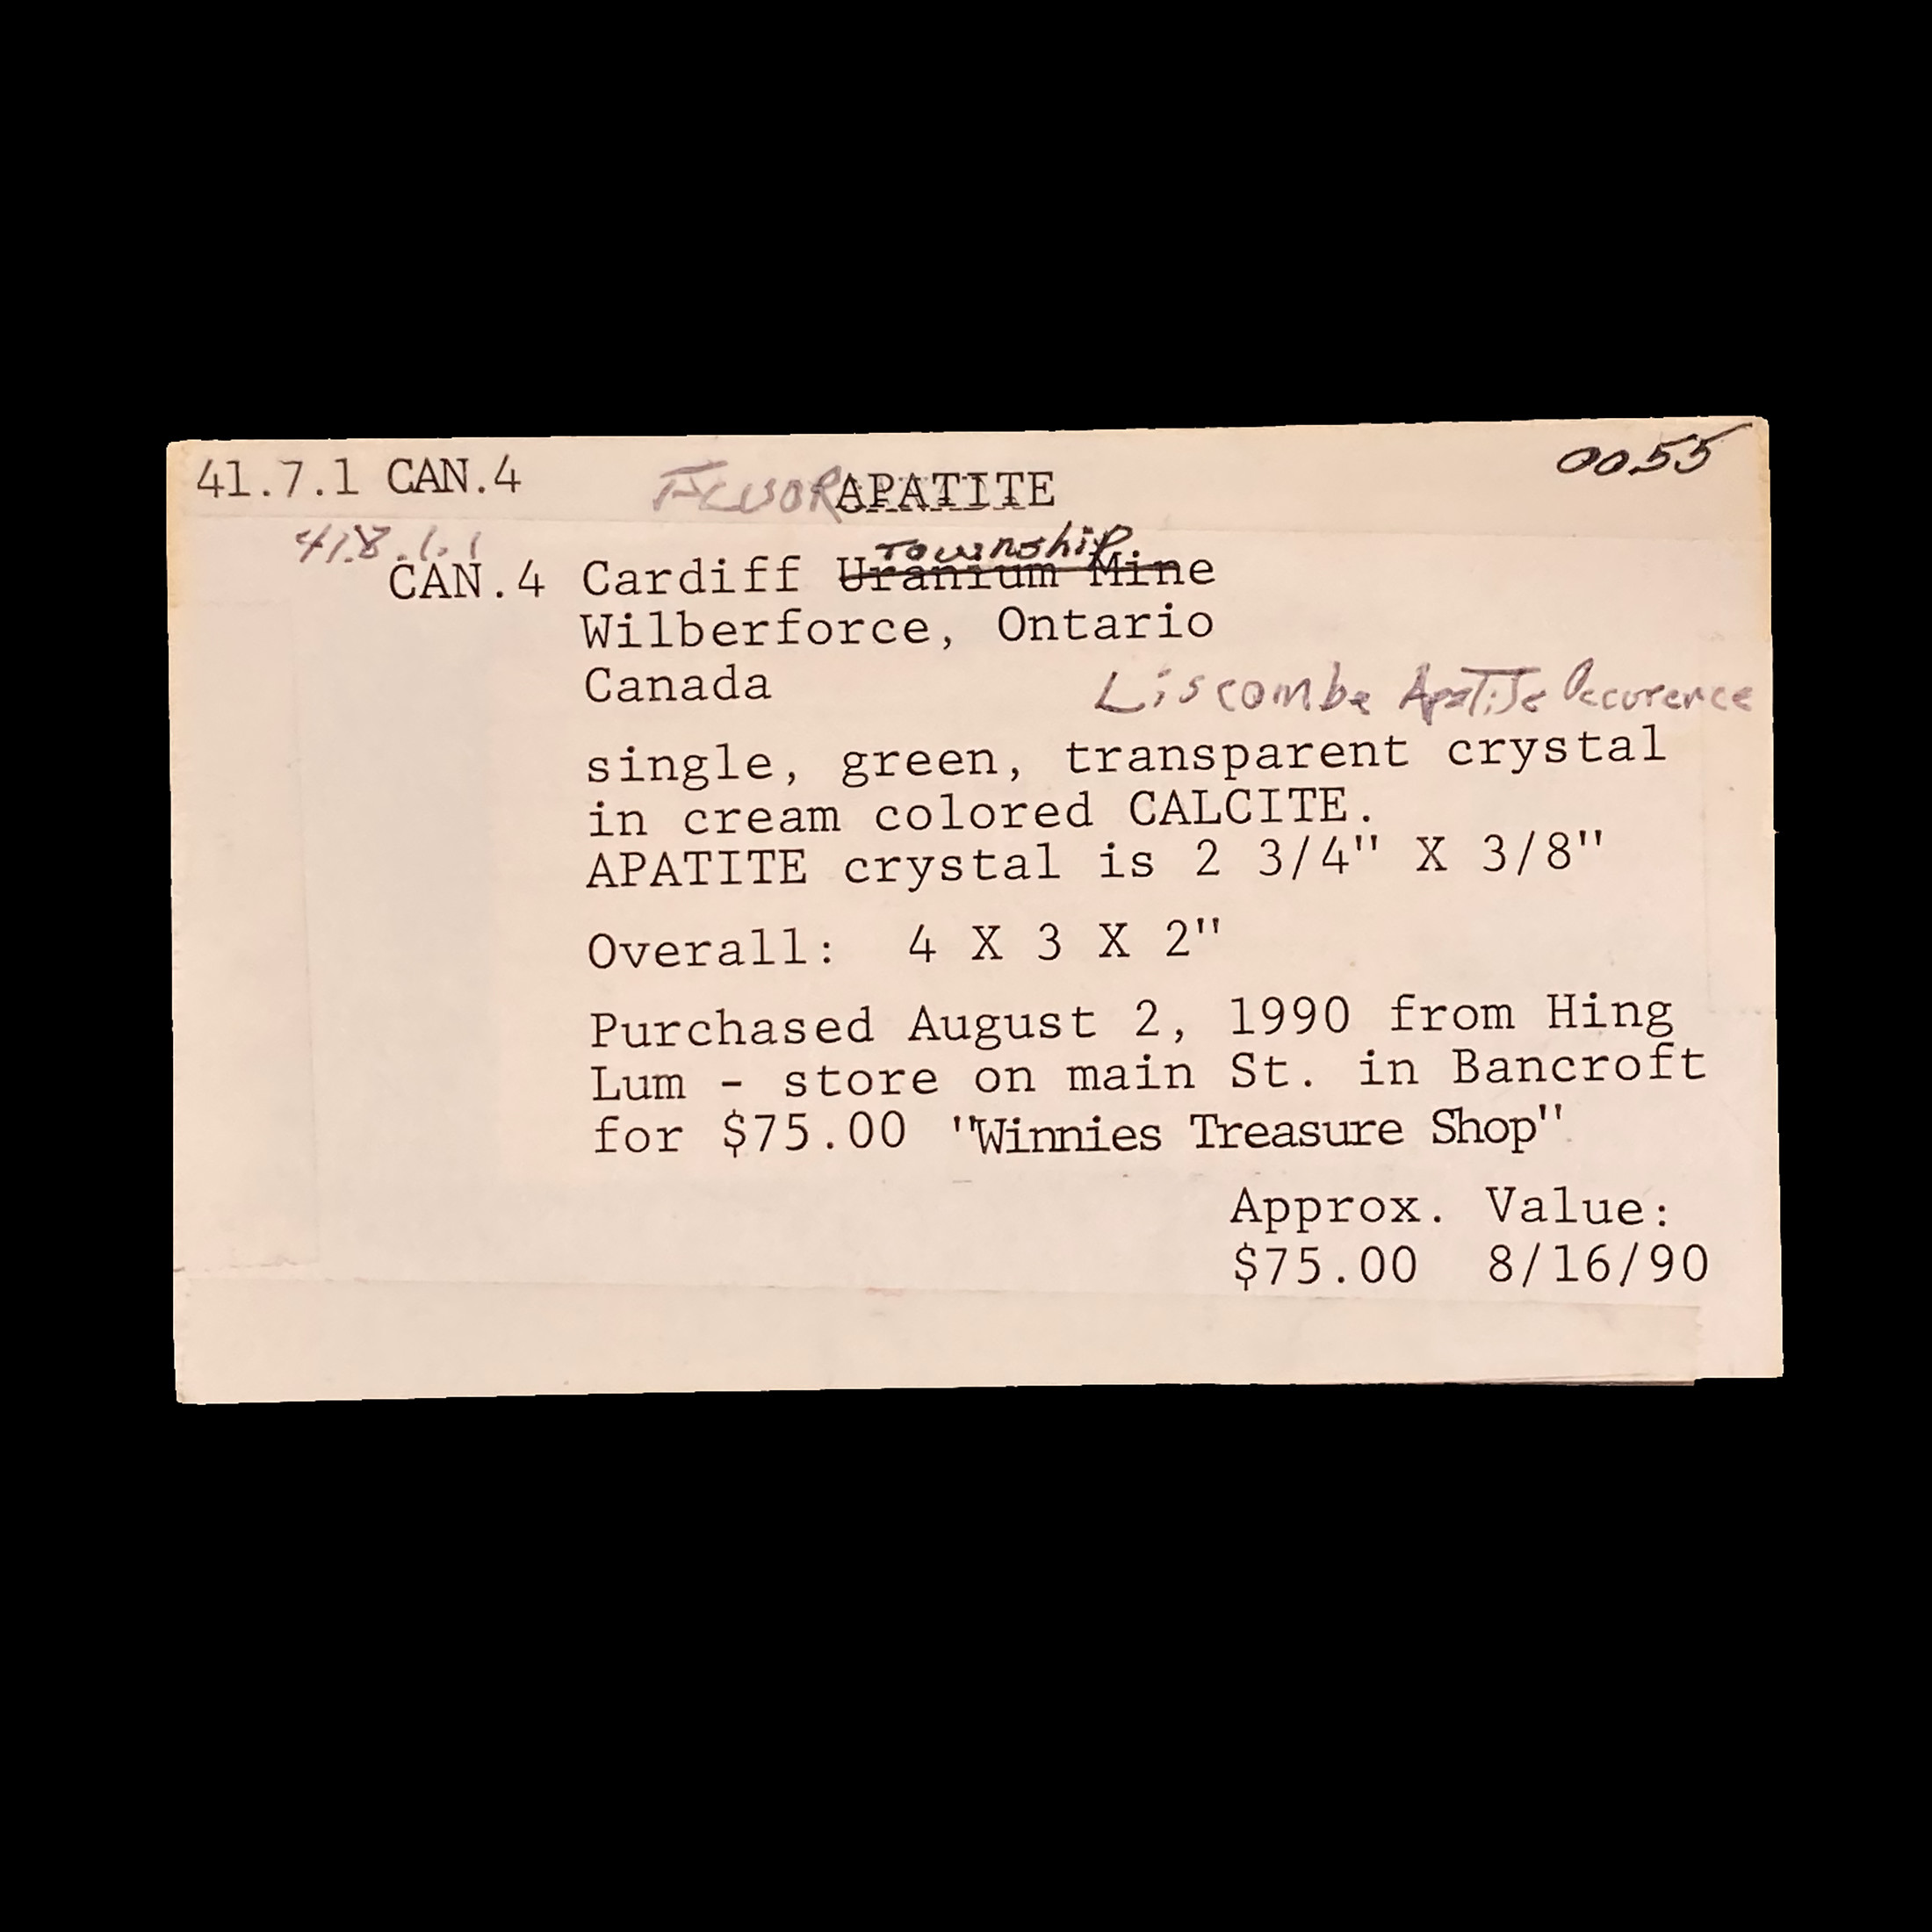 41.7.1 CAN.4 FLUORAPATITE 0055
41.8.1.1 Township
CAN.4 Cardiff Uranium Mine
Wilberforce, Ontario
Canada Liscombe Apatite Occurence
single, green, transparent crystal
in cream colored CALCITE.
APATITE crystal is 2 3/4" X 3/8"
Overall: 4 X 3 X 2"
Purchased August 2, 1990 from Hing
Lum - store on main St. in Bancroft
for $75.00 "Winnies Treasure Shop"
Approx. Value:
$75.00 8/16/90